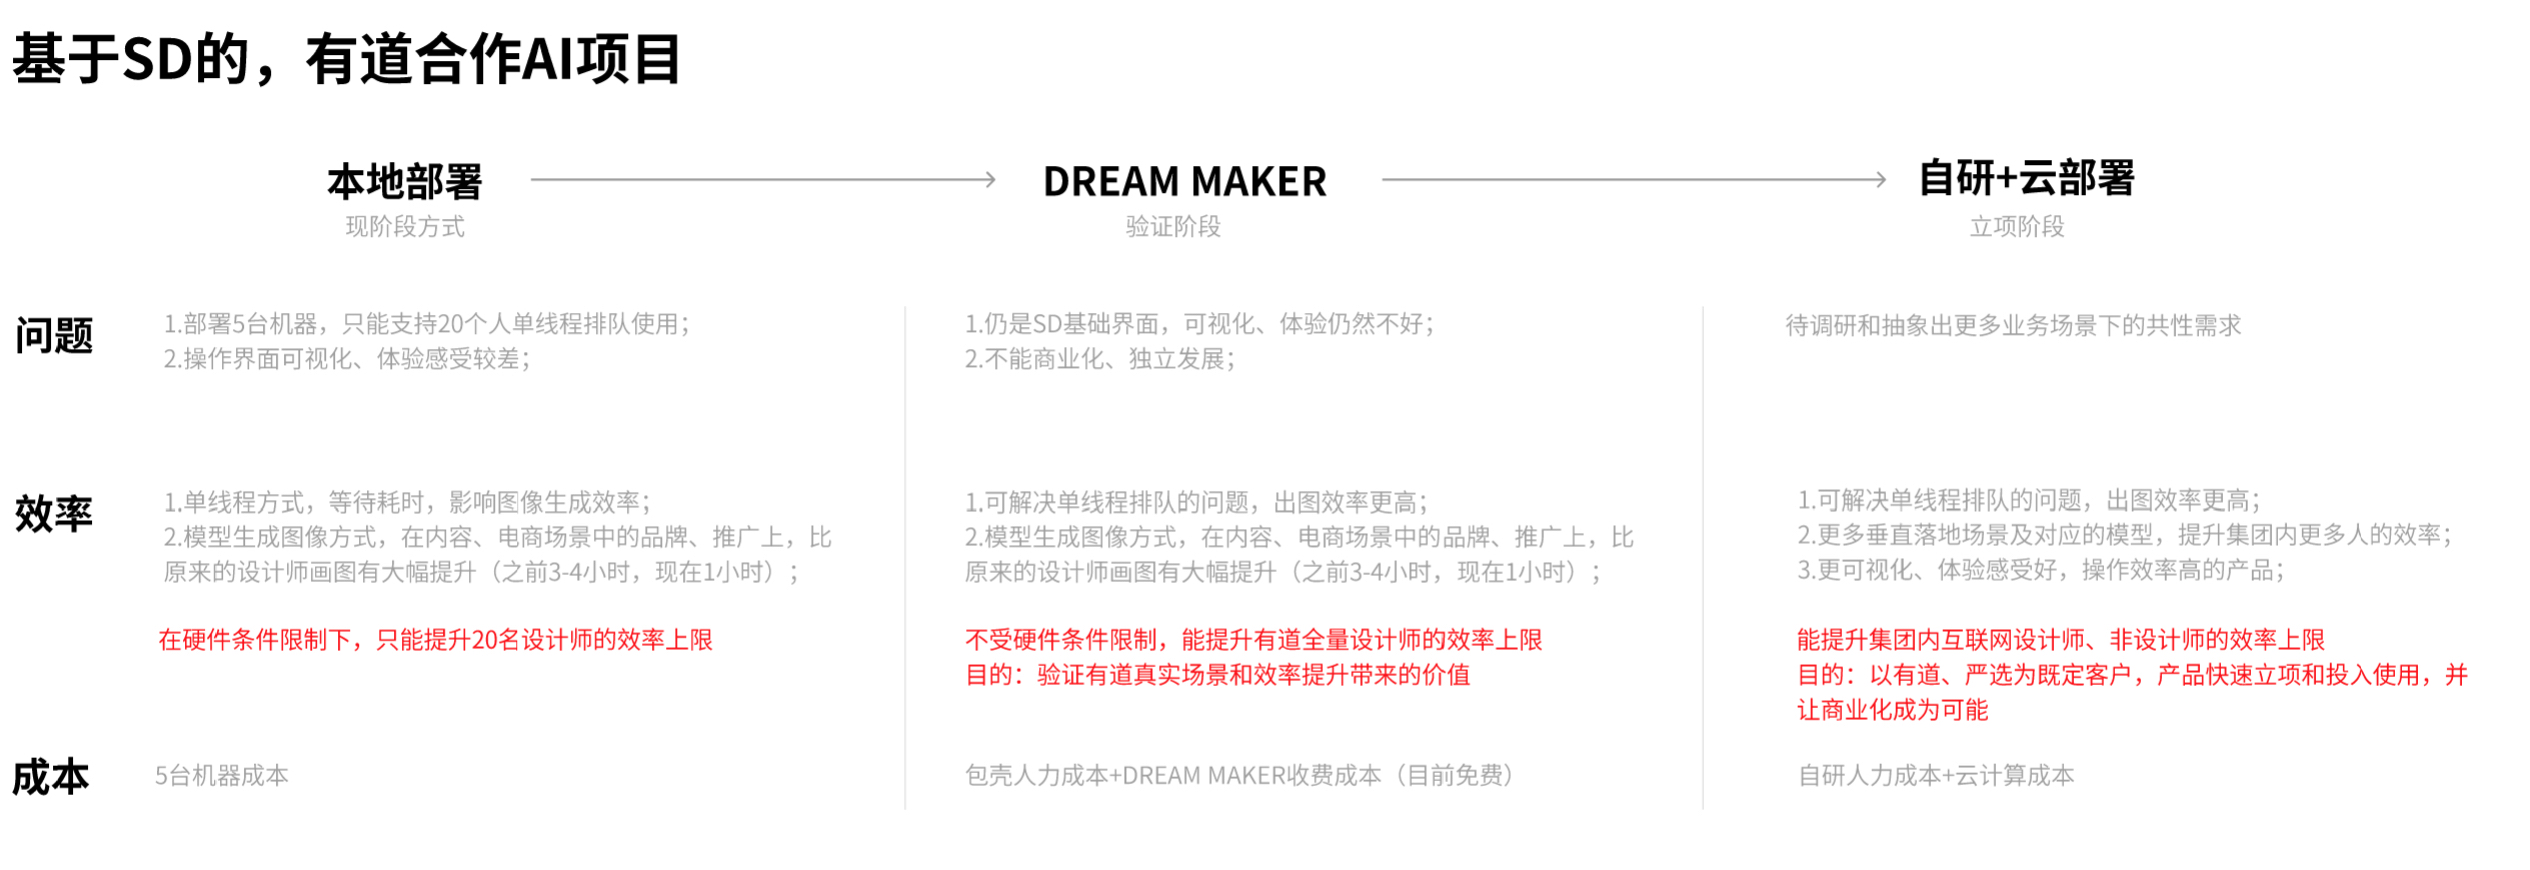 基于SD的，有道合作AI项目
本地部署
现阶段方式
DREAM MAKER
验证阶段
自研+云部署
立项阶段
问题
1.部署5台机器，只能支持20个人单线程排队使用；
2.操作界面可视化、体验感受较差；
1.仍是SD基础界面，可视化、体验仍然不好；
2.不能商业化、独立发展；
待调研和抽象出更多业务场景下的共性需求
效率
1.单线程方式，等待耗时，影响图像生成效率；
2.模型生成图像方式，在内容、电商场景中的品牌、推广上，比
原来的设计师画图有大幅提升（之前3-4小时，现在1小时）；
在硬件条件限制下，只能提升20名设计师的效率上限
1.可解决单线程排队的问题，出图效率更高；
2.模型生成图像方式，在内容、电商场景中的品牌、推广上，比
原来的设计师画图有大幅提升（之前3-4小时，现在1小时）；
不受硬件条件限制，能提升有道全量设计师的效率上限
目的：验证有道真实场景和效率提升带来的价值
1.可解决单线程排队的问题，出图效率更高；
2.更多垂直落地场景及对应的模型，提升集团内更多人的效率；
3.更可视化、体验感受好，操作效率高的产品；
能提升集团内互联网设计师、非设计师的效率上限
目的：以有道、严选为既定客户，产品快速立项和投入使用，并
让商业化成为可能
成本
5台机器成本
包壳人力成本+DREAM MAKER收费成本（目前免费）
自研人力成本+云计算成本